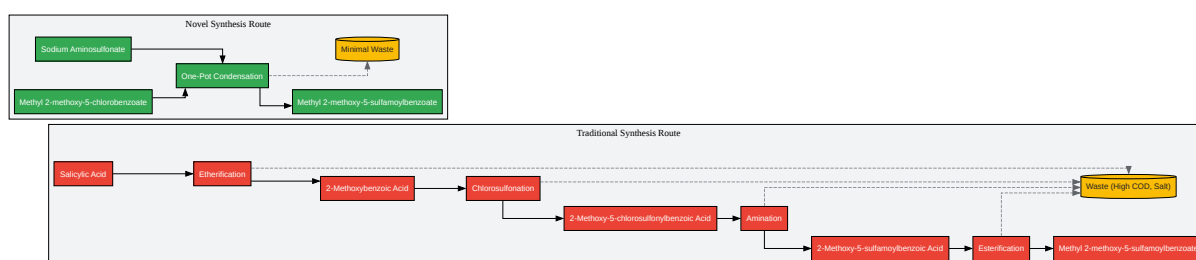 Novel Synthesis Route
Sodium Aminosulfonate
Minimal Waste
One-Pot Condensation
Methyl 2-methoxy-5-chlorobenzoate
Methyl 2-methoxy-5-sulfamoylbenzoate
Traditional Synthesis Route
Salicylic Acid
Etherification
2-Methoxybenzoic Acid
Chlorosulfonation
Waste (High COD, Salt)
2-Methoxy-5-chlorosulfonylbenzoic Acid
Amination
2-Methoxy-5-sulfamoylbenzoic Acid
Esterification
Methyl 2-methoxy-5-sulfamoylbenzoate